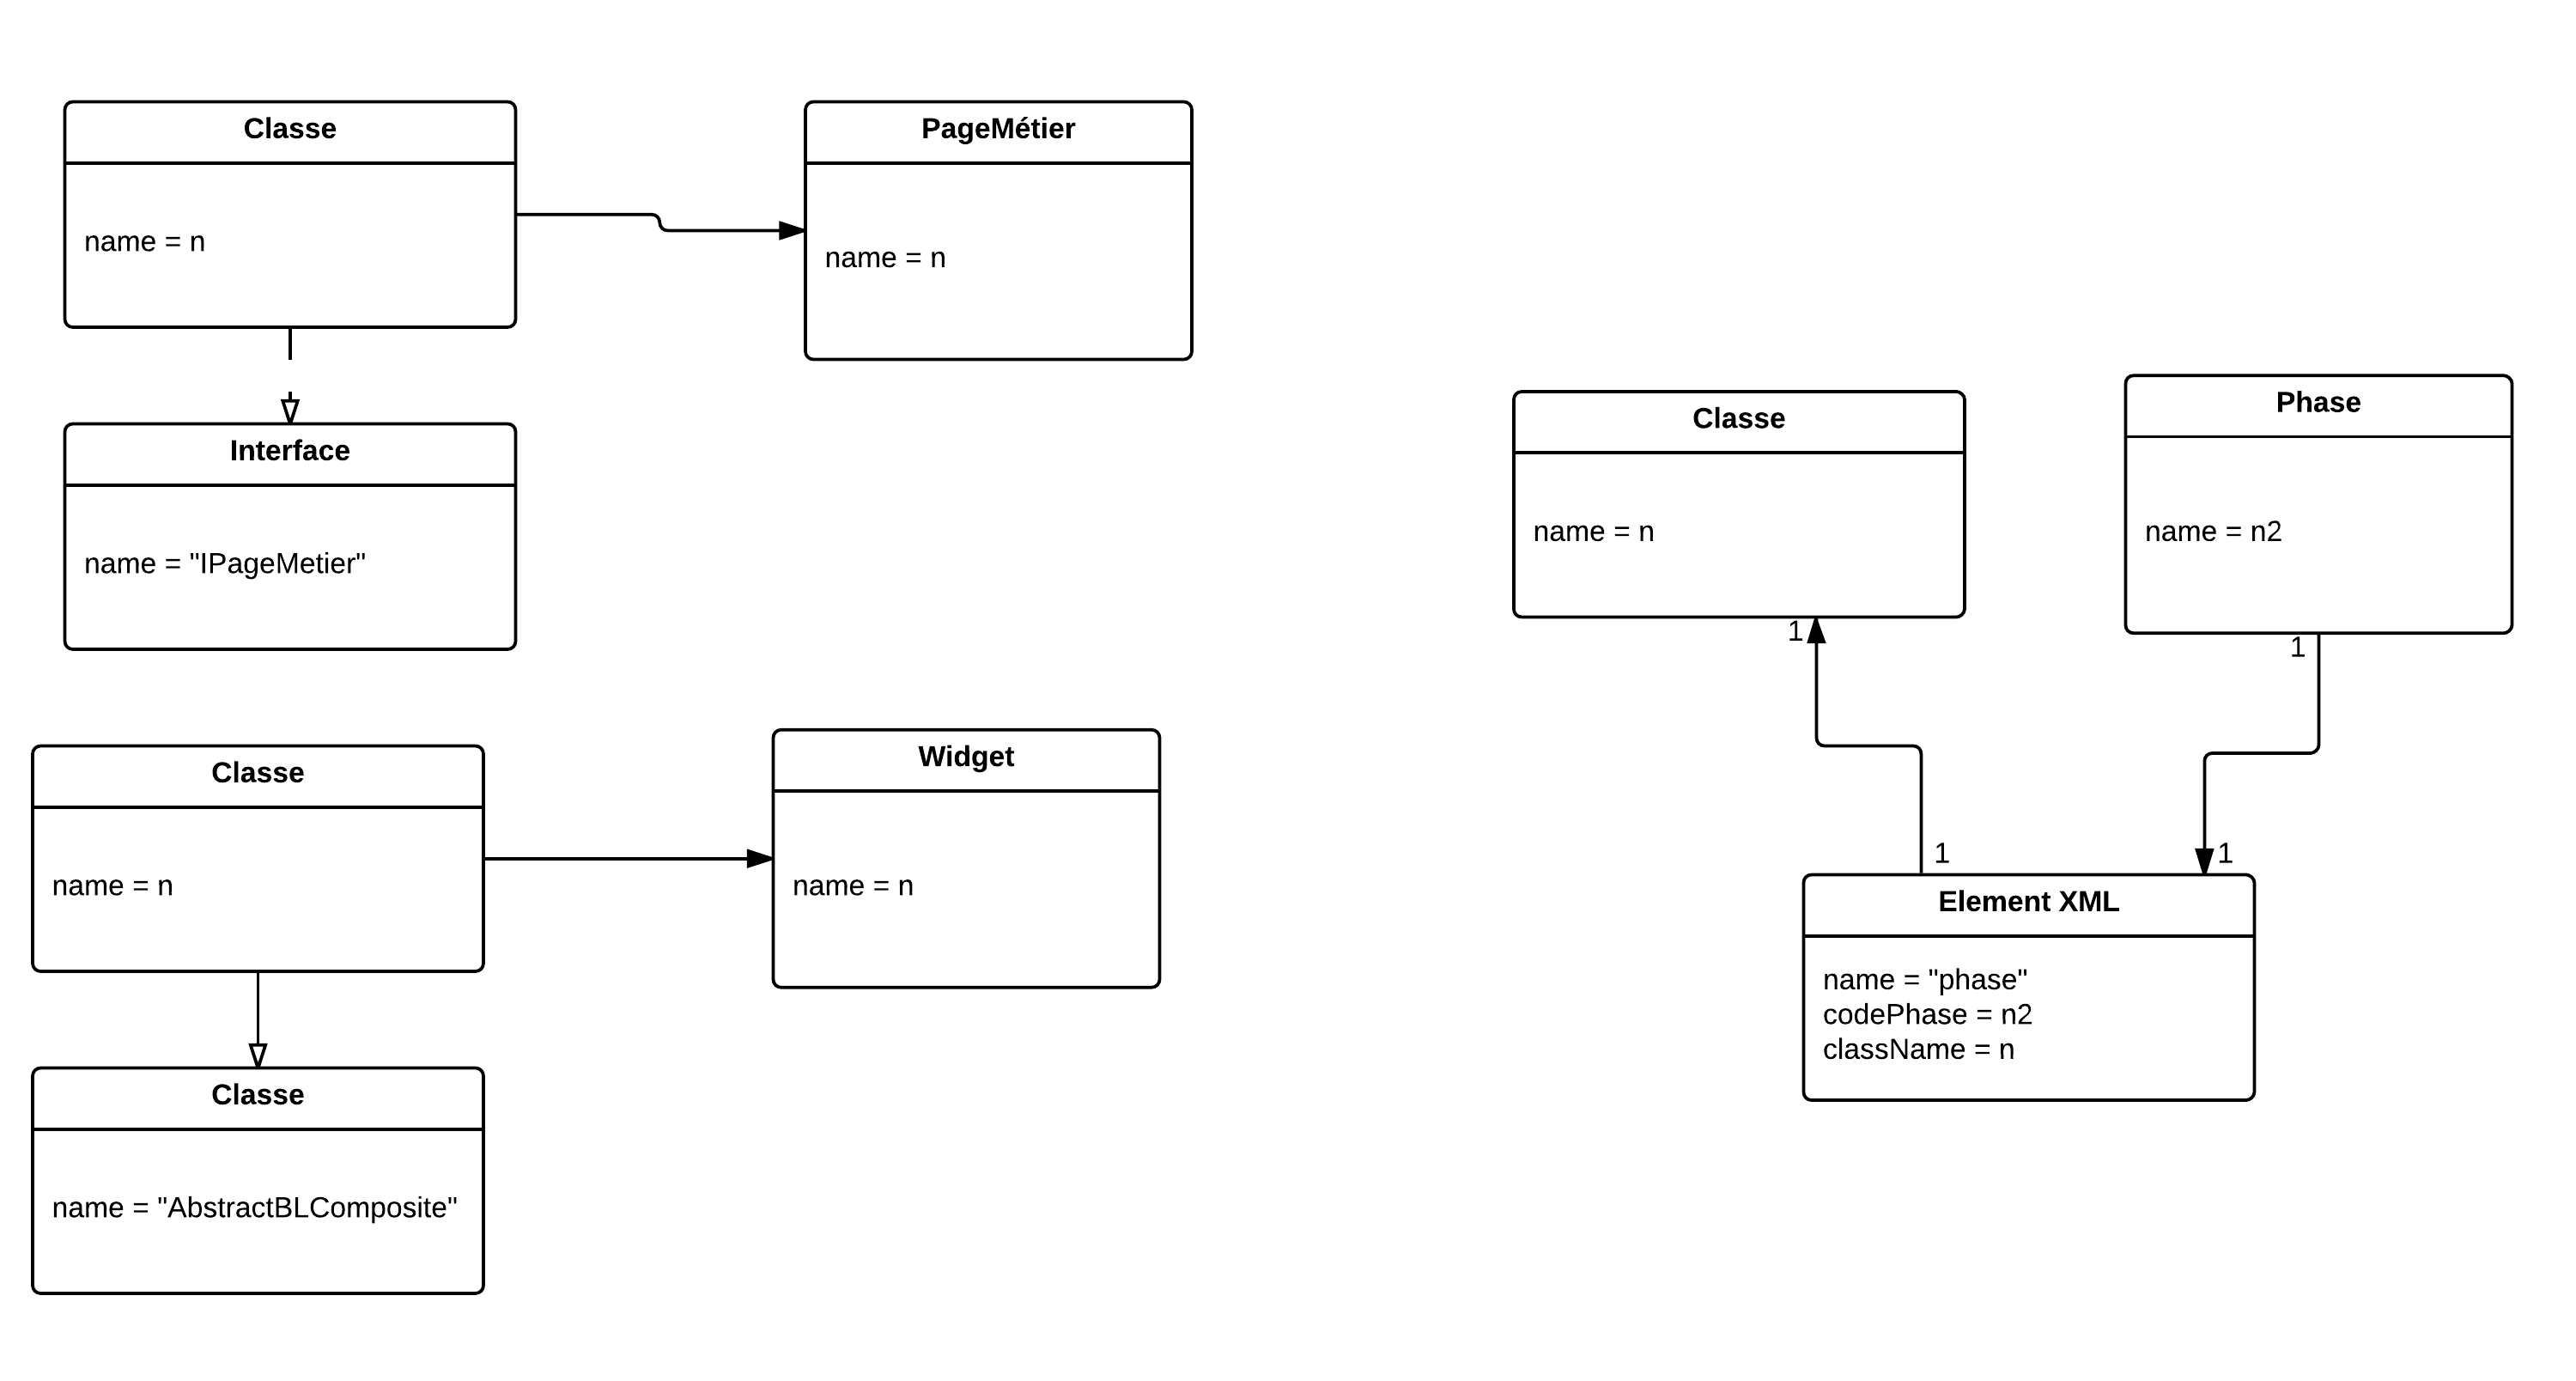 Classe
name = n
PageMétier
name = n
Interface
name = "IPageMetier"
Classe
name = n
Widget
name = n
Classe
name = "AbstractBLComposite"
Classe
name = n
1
Phase
name = n2
1
1
1
Element XML
name = "phase"
codePhase = n2
className = n